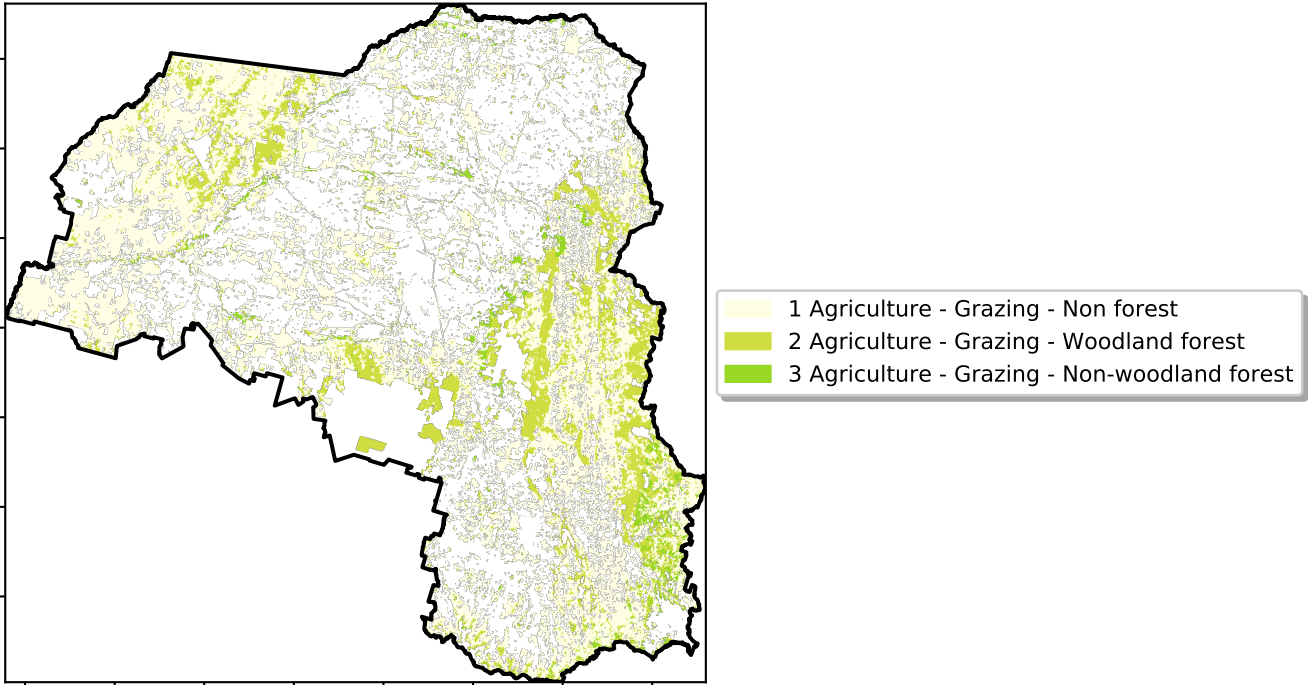 1 Agriculture - Grazing - Non forest
2 Agriculture - Grazing - Woodland forest
3 Agriculture - Grazing - Non-woodland forest